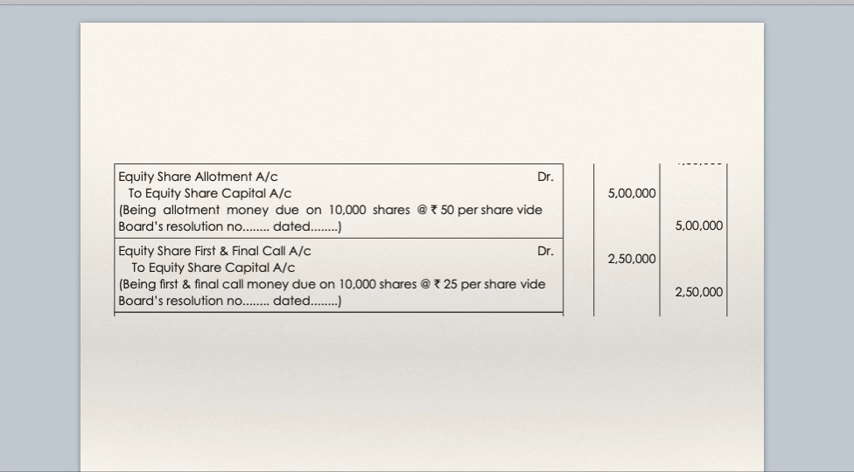 Equity Share Allotment A/c Dr.
To Equity Share Capital A/c 5,00,000
(Being allotment money due on 10,000 shares @ ₹ 50 per share vide
Board's resolution no........ dated........) 5,00,000
Equity Share First & Final Call A/c Dr.
2,50,000
To Equity Share Capital A/c
(Being first & final call money due on 10,000 shares @ ₹ 25 per share vide
2,50,000
Board's resolution no........ dated........)